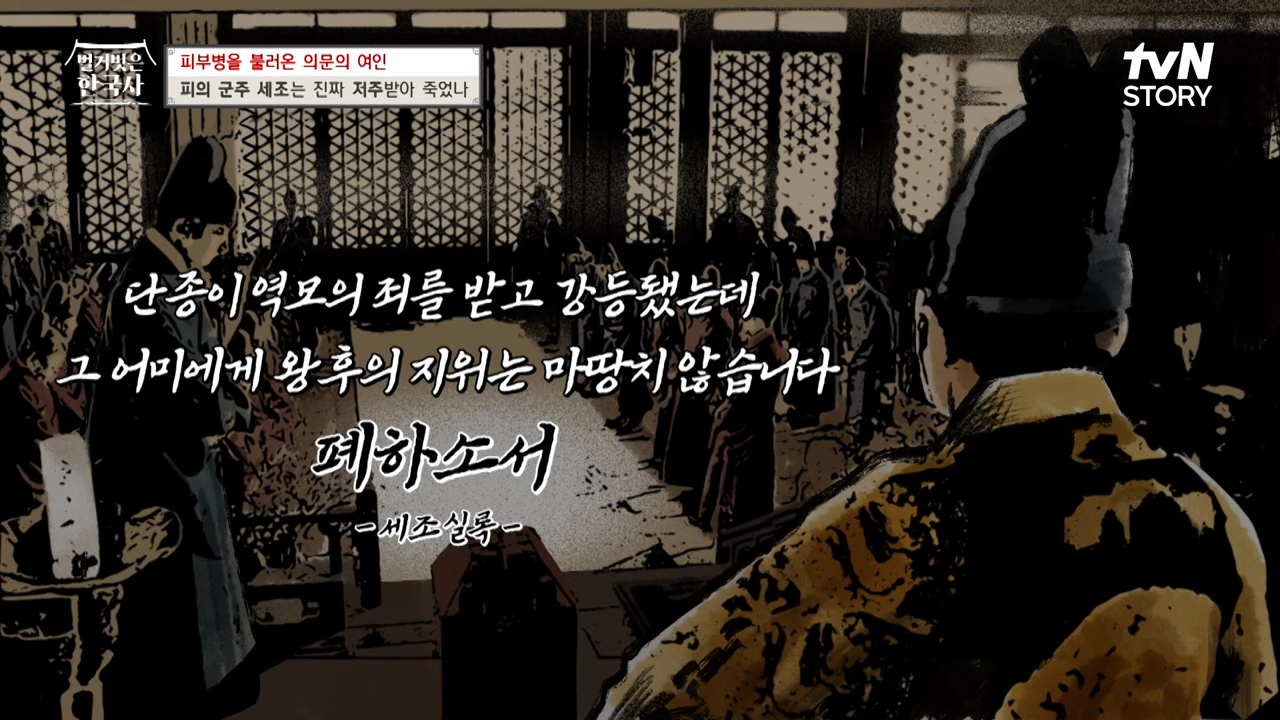 벌거벗은
한국사
피부병을 불러온 의문의 여인
피의 군주 세조는 진짜 저주받아 죽었나
tvN
STORY
단종이 역모의 죄를 받고 강등됐는데
그 어미에게 왕후의 지위는 마땅치 않습니다
폐하소서
- 세조실록 -